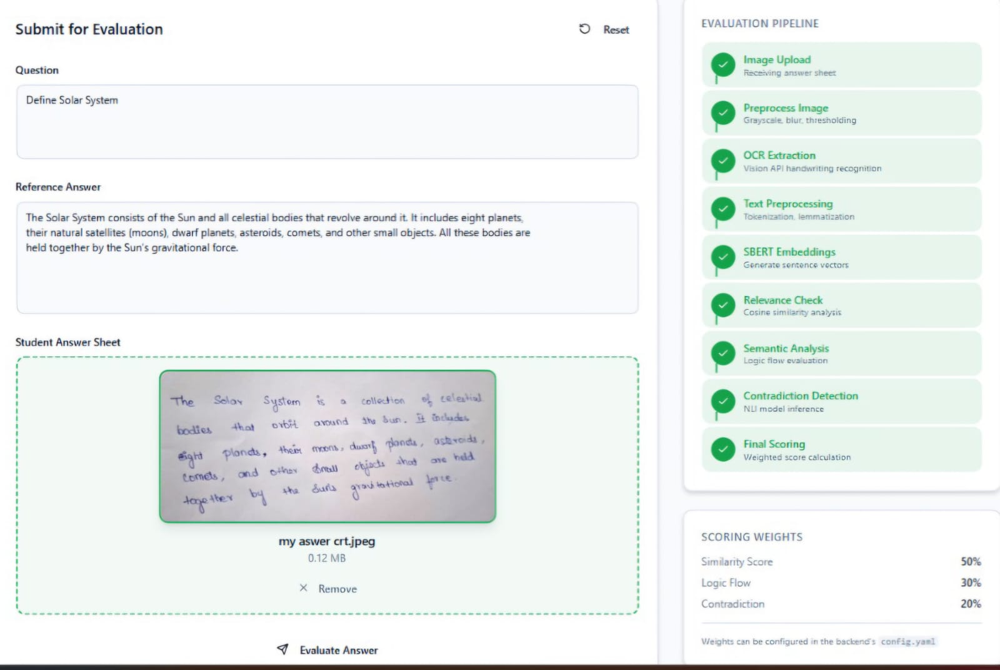 Submit for Evaluation
Reset
Question
Define Solar System
Reference Answer
The Solar System consists of the Sun and all celestial bodies that revolve around it. It includes eight planets,
their natural satellites (moons), dwarf planets, asteroids, comets, and other small objects. All these bodies are
held together by the Sun's gravitational force.
Student Answer Sheet
The Solar System is a collection of celestial
bodies that orbit around the Sun. It includes
eight planets, their moons, dwarf planets, asteroids,
comets, and other small objects that are held
together by the Sun's gravitational force.
my aswer crt.jpeg
0.12 MB
Remove
Evaluate Answer
EVALUATION PIPELINE
Image Upload
Receiving answer sheet
Preprocess Image
Grayscale, blur, thresholding
OCR Extraction
Vision API handwriting recognition
Text Preprocessing
Tokenization, lemmatization
SBERT Embeddings
Generate sentence vectors
Relevance Check
Cosine similarity analysis
Semantic Analysis
Logic flow evaluation
Contradiction Detection
NLI model inference
Final Scoring
Weighted score calculation
SCORING WEIGHTS
Similarity Score 50%
Logic Flow 30%
Contradiction 20%
Weights can be configured in the backend's config.yaml